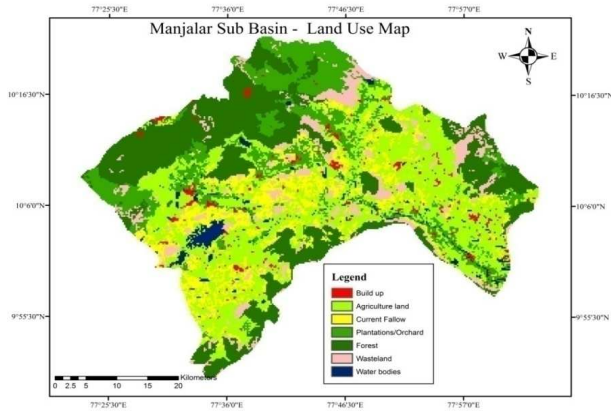 77°25'30"E 77°36'0"E 77°46'30"E 77°57'0"E
Manjalar Sub Basin - Land Use Map
N
W E
S
10°16'30"N 10°16'30"N
10°6'0"N 10°6'0"N
9°55'30"N 9°55'30"N
Legend
Build up
Agriculture land
Current Fallow
Plantations/Orchard
Forest
Wasteland
Water bodies
Kilometers
0 2.5 5 10 15 20
77°25'30"E 77°36'0"E 77°46'30"E 77°57'0"E